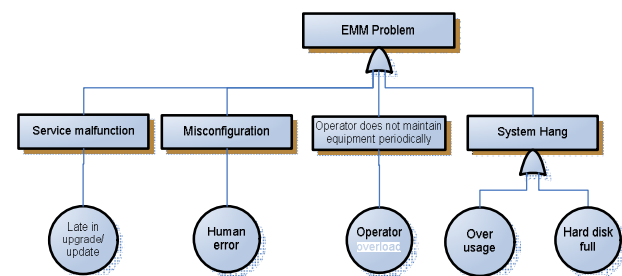 EMM Problem
Service malfunction
Misconfiguration
Operator does not maintain
equipment periodically
System Hang
Late in
upgrade/
update
Human
error
Operator
overload
Over
usage
Hard disk
full